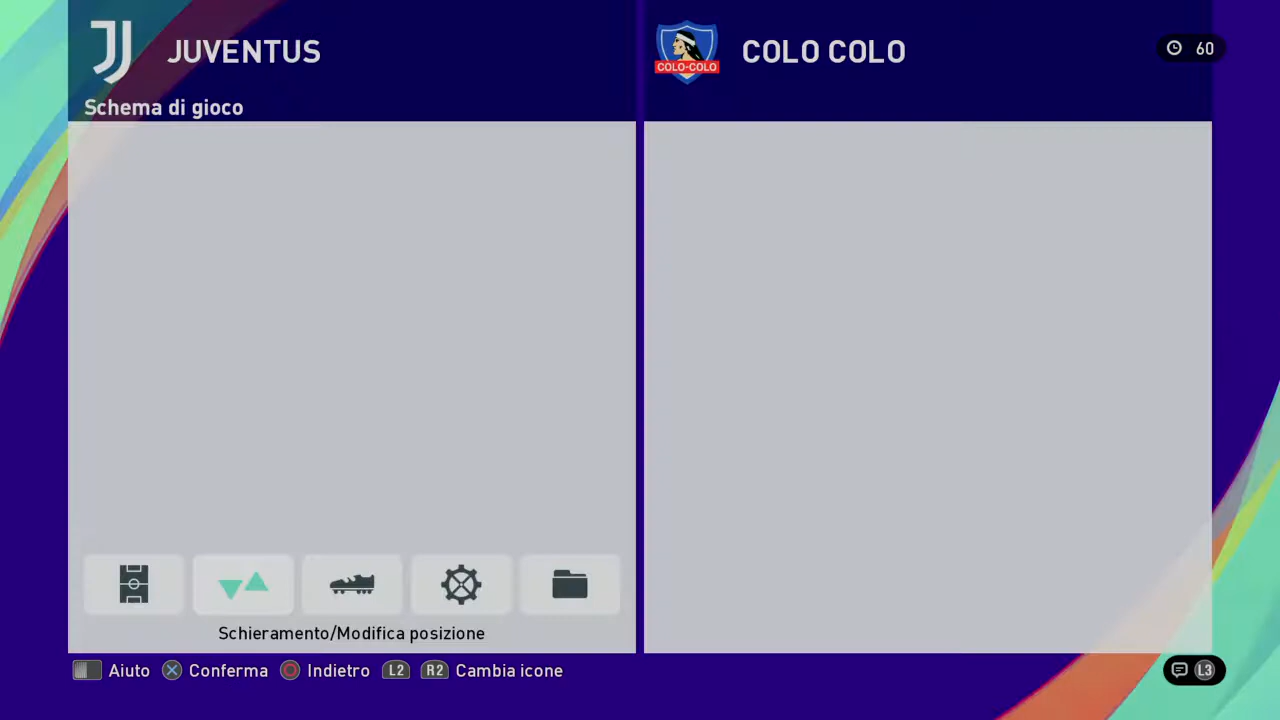 JUVENTUS
Schema di gioco
COLO-COLO
COLO COLO
60
Schieramento/Modifica posizione
Aiuto Conferma Indietro L2 R2 Cambia icone
L3